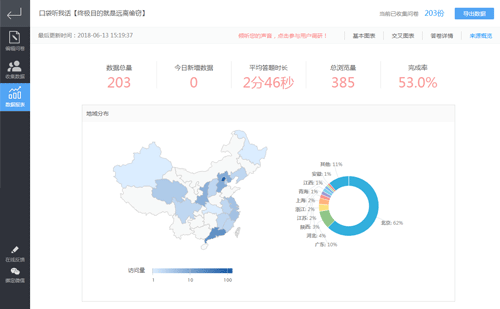 口袋听我话【终极目的就是远离偷窃】
当前已收集问卷 203份
导出数据
编辑问卷
收集数据
数据报表
在线反馈
绑定微信
最后更新时间：2018-06-13 15:19:37
倾听您的声音，点击参与用户调研！
基本图表
交叉图表
答卷详情
来源概览
数据总量
203
今日新增数据
0
平均答题时长
2分46秒
总浏览量
385
完成率
53.0%
地域分布
访问量
1
10
100
其他: 11%
安徽: 1%
江西: 1%
青海: 1%
上海: 2%
浙江: 2%
江苏: 2%
陕西: 3%
河北: 4%
广东: 10%
北京: 62%